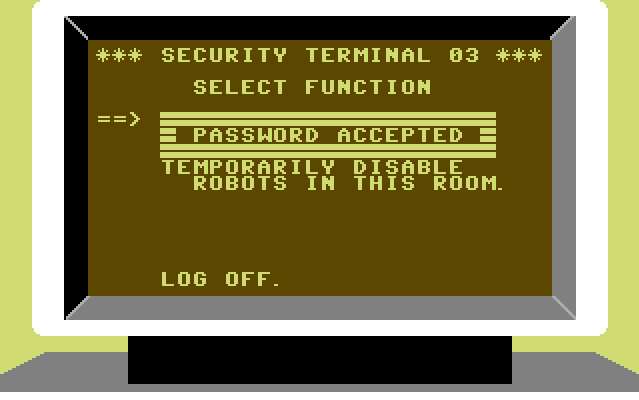 *** SECURITY TERMINAL 03 ***
SELECT FUNCTION
==>
PASSWORD ACCEPTED
TEMPORARILY DISABLE
ROBOTS IN THIS ROOM.
LOG OFF.